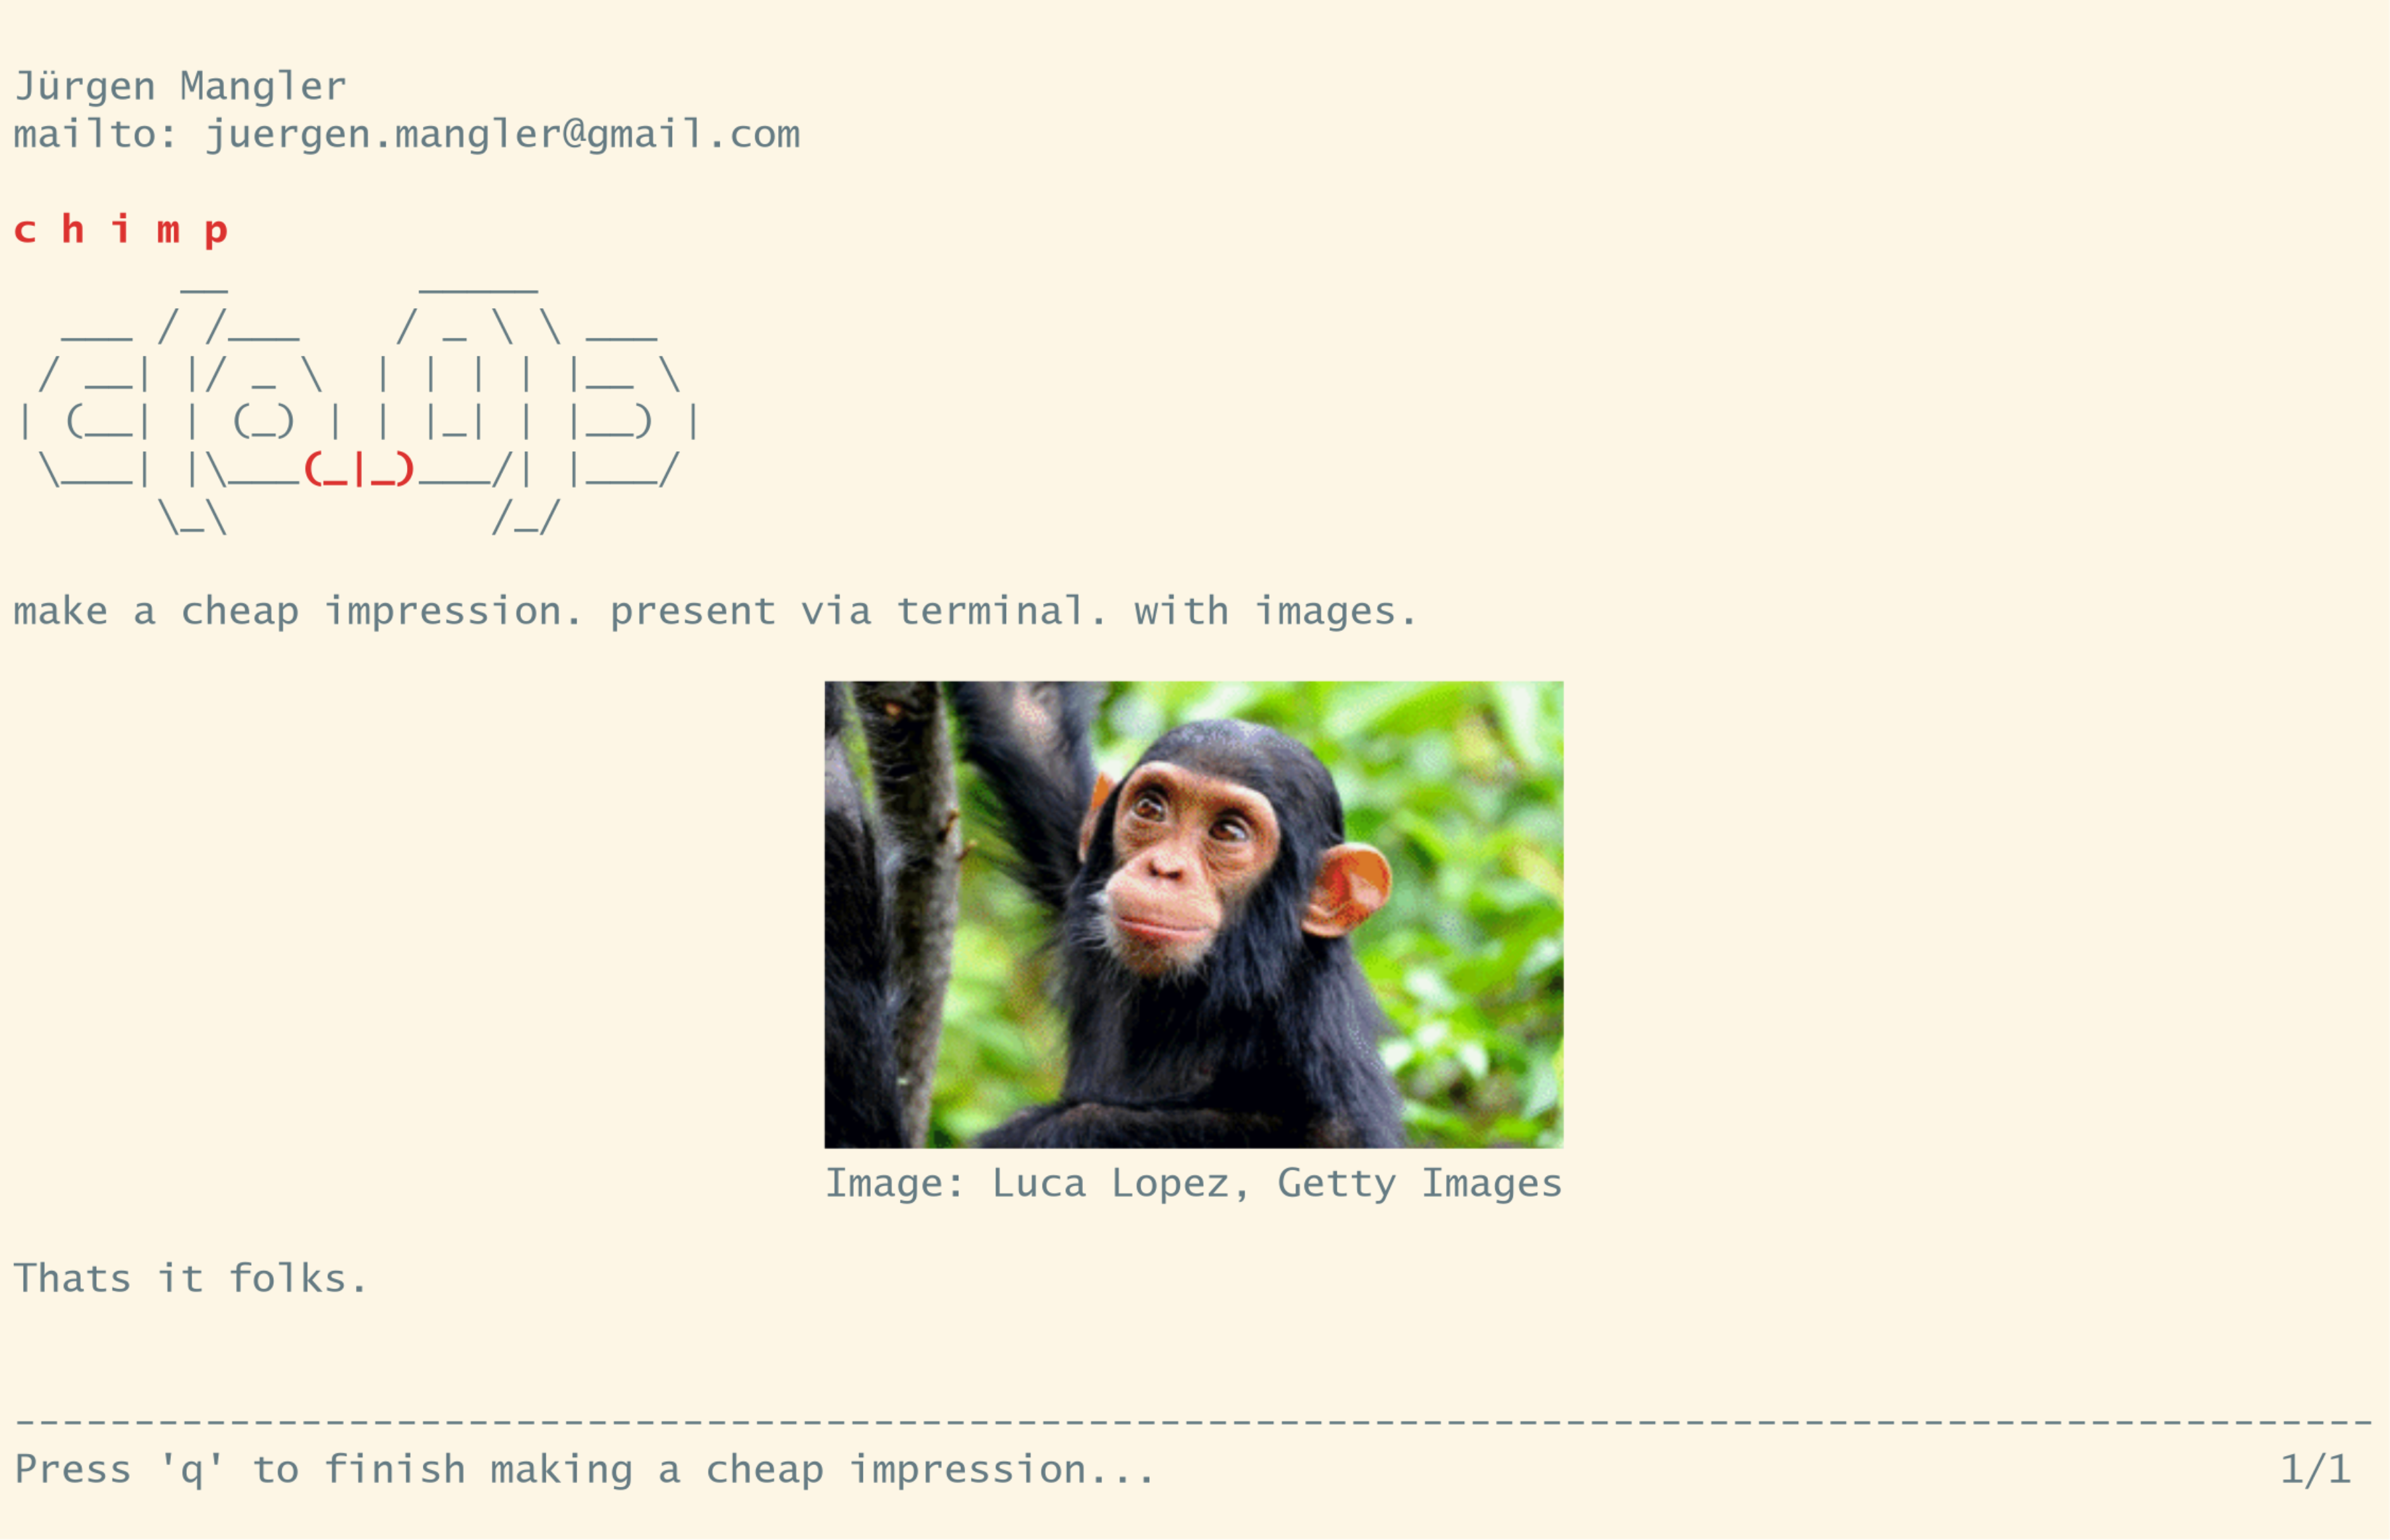 Jürgen Mangler
mailto: juergen.mangler@gmail.com
c h i m p
       __        _____
  ___ / /___    / _ \ \ ___
 / __| |/ _ \  | | | | |__ \
| (__| | (_) | | |_| | |__) |
 \___| |\___(_|_)___/| |___/
      \_\           /_/
make a cheap impression. present via terminal. with images.
Image: Luca Lopez, Getty Images
Thats it folks.
---------------------------------------------------------------------------------------------------
Press 'q' to finish making a cheap impression... 1/1